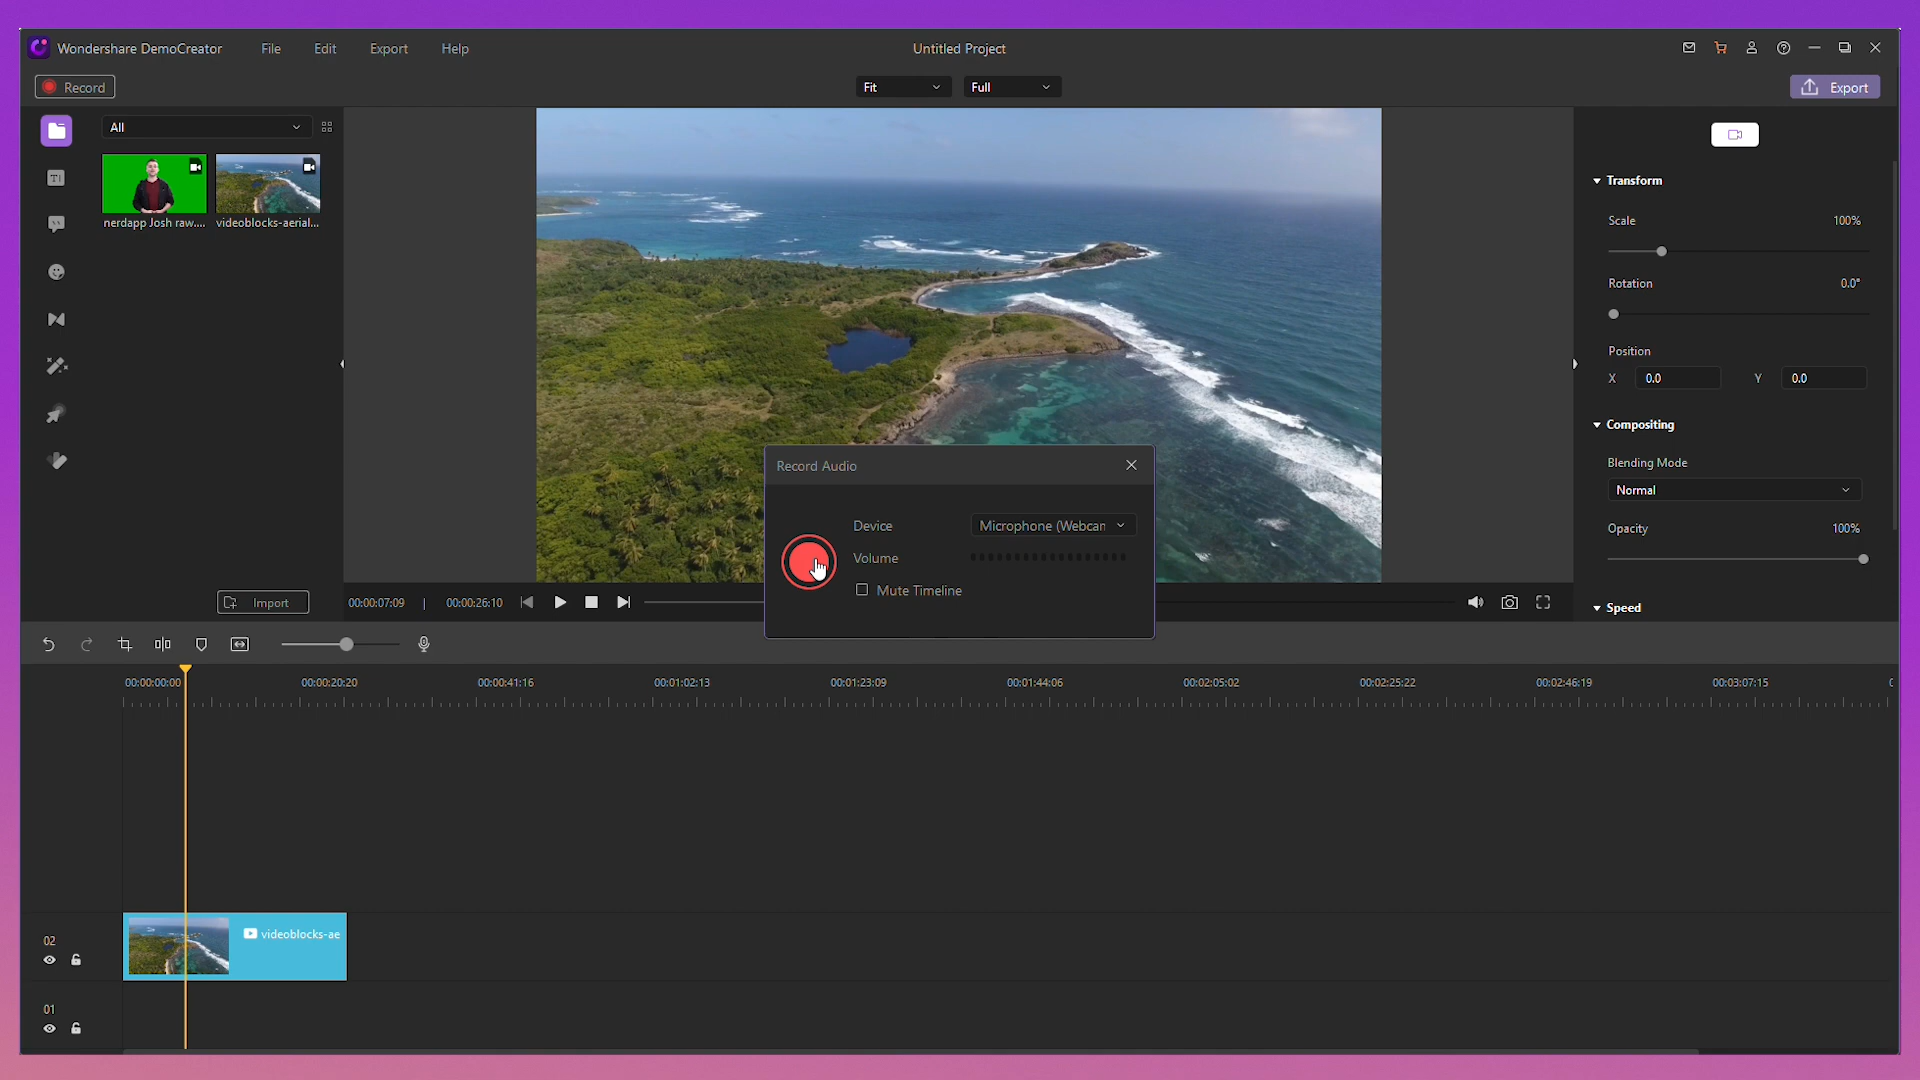 Wondershare DemoCreator File Edit Export Help Untitled Project
Record Fit Full Export
All
nerdapp Josh raw.... videoblocks-aerial...
Transform
Scale 100%
Rotation 0.0°
Position
X 0.0 Y 0.0
Compositing
Blending Mode
Normal
Opacity 100%
Speed
Record Audio
Device Microphone (Webcam
Volume
Mute Timeline
Import 00:00:07:09 | 00:00:26:10
00:00:00:00 00:00:20:20 00:00:41:16 00:01:02:13 00:01:23:09 00:01:44:06 00:02:05:02 00:02:25:22 00:02:46:19 00:03:07:15
02 videoblocks-ae
01